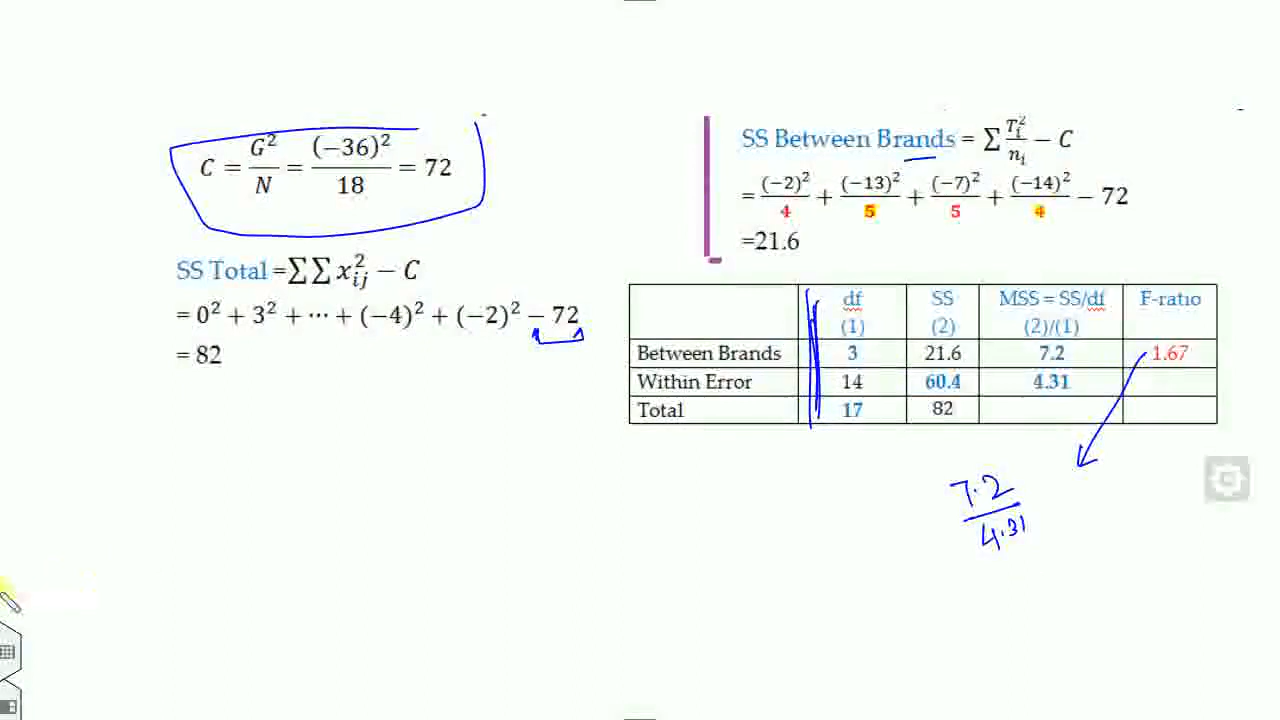 C = G²/N = (−36)²/18 = 72
SS Total =∑∑ xᵢⱼ² − C
= 0² + 3² + ⋯ + (−4)² + (−2)² − 72
= 82
SS Between Brands = ∑ Tᵢ²/nᵢ − C
= (−2)²/4 + (−13)²/5 + (−7)²/5 + (−14)²/4 − 72
=21.6
df SS MSS = SS/df F-ratio
(1) (2) (2)/(1)
Between Brands 3 21.6 7.2 1.67
Within Error 14 60.4 4.31
Total 17 82
7.2
4.31